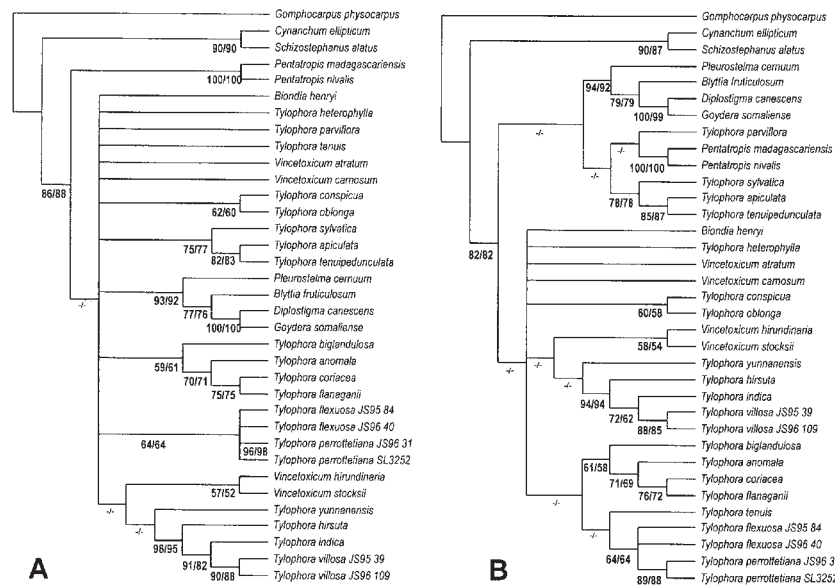 Gomphocarpus physocarpus
Cynanchum ellipticum
90/90
Schizostephanus alatus
Pentatropis madagascariensis
100/100
Pentatropis nivalis
Biondia henryi
Tylophora heterophylla
Tylophora parviflora
Tylophora tenuis
Vincetoxicum atratum
Vincetoxicum carnosum
86/88
Tylophora conspicua
62/60
Tylophora oblonga
Tylophora sylvatica
75/77
Tylophora apiculata
82/83
Tylophora tenuipedunculata
Pleurostelma cernuum
-/-
93/92
Blyttia fruticulosum
77/76
Diplostigma canescens
100/100
Goydera somaliense
Tylophora biglandulosa
59/61
Tylophora anomala
70/71
Tylophora coriacea
75/75
Tylophora flanaganii
Tylophora flexuosa JS95 84
Tylophora flexuosa JS96 40
64/64
Tylophora perrottetiana JS96 31
96/98
Tylophora perrottetiana SL3252
Vincetoxicum hirundinaria
57/52
Vincetoxicum stocksii
-/-
Tylophora yunnanensis
-/-
Tylophora hirsuta
98/95
Tylophora indica
91/82
Tylophora villosa JS95 39
90/88
Tylophora villosa JS96 109
A
Gomphocarpus physocarpus
Cynanchum ellipticum
90/87
Schizostephanus alatus
Pleurostelma cernuum
94/92
Blyttia fruticulosum
79/79
Diplostigma canescens
100/99
Goydera somaliense
-/-
Tylophora parviflora
-/-
Pentatropis madagascariensis
100/100
Pentatropis nivalis
-/-
Tylophora sylvatica
78/78
Tylophora apiculata
85/87
Tylophora tenuipedunculata
Biondia henryi
82/82
Tylophora heterophylla
Vincetoxicum atratum
Vincetoxicum carnosum
Tylophora conspicua
60/58
Tylophora oblonga
Vincetoxicum hirundinaria
58/54
Vincetoxicum stocksii
-/-
-/-
Tylophora yunnanensis
-/-
Tylophora hirsuta
94/94
Tylophora indica
72/62
Tylophora villosa JS95 39
88/85
Tylophora villosa JS96 109
Tylophora biglandulosa
61/58
Tylophora anomala
71/69
Tylophora coriacea
76/72
Tylophora flanaganii
-/-
Tylophora tenuis
-/-
Tylophora flexuosa JS95 84
Tylophora flexuosa JS96 40
64/64
Tylophora perrottetiana JS96 3
89/88
Tylophora perrottetiana SL3252
B